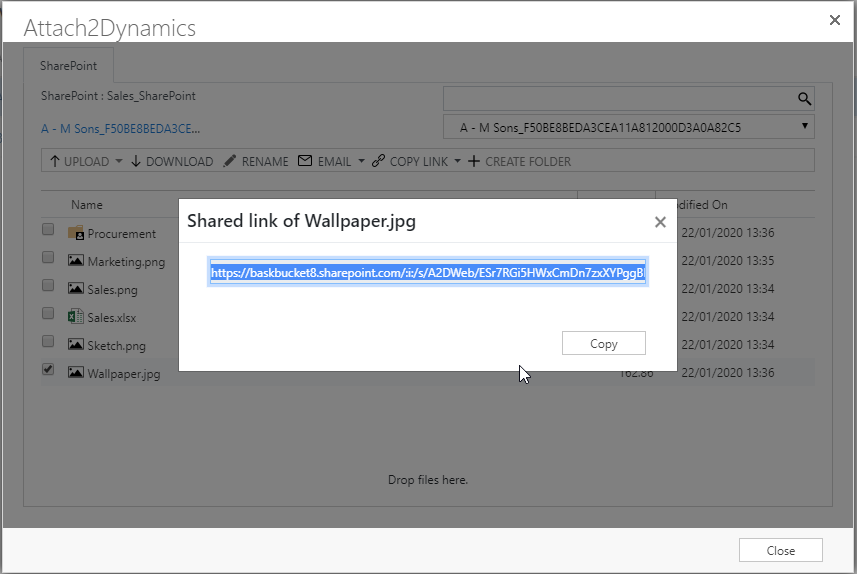 Attach2Dynamics
SharePoint
SharePoint : Sales_SharePoint
A - M Sons_F50BE8BEDA3CE...
A - M Sons_F50BE8BEDA3CEA11A812000D3A0A82C5
UPLOAD DOWNLOAD RENAME EMAIL COPY LINK CREATE FOLDER
Name dified On
Shared link of Wallpaper.jpg
https://baskbucket8.sharepoint.com/:i:/s/A2DWeb/ESr7RGi5HWxCmDn7zxXYPggB
Copy
Procurement 22/01/2020 13:36
Marketing.png 22/01/2020 13:35
Sales.png 22/01/2020 13:34
Sales.xlsx 22/01/2020 13:34
Sketch.png 22/01/2020 13:34
Wallpaper.jpg 162.86 22/01/2020 13:36
Drop files here.
Close